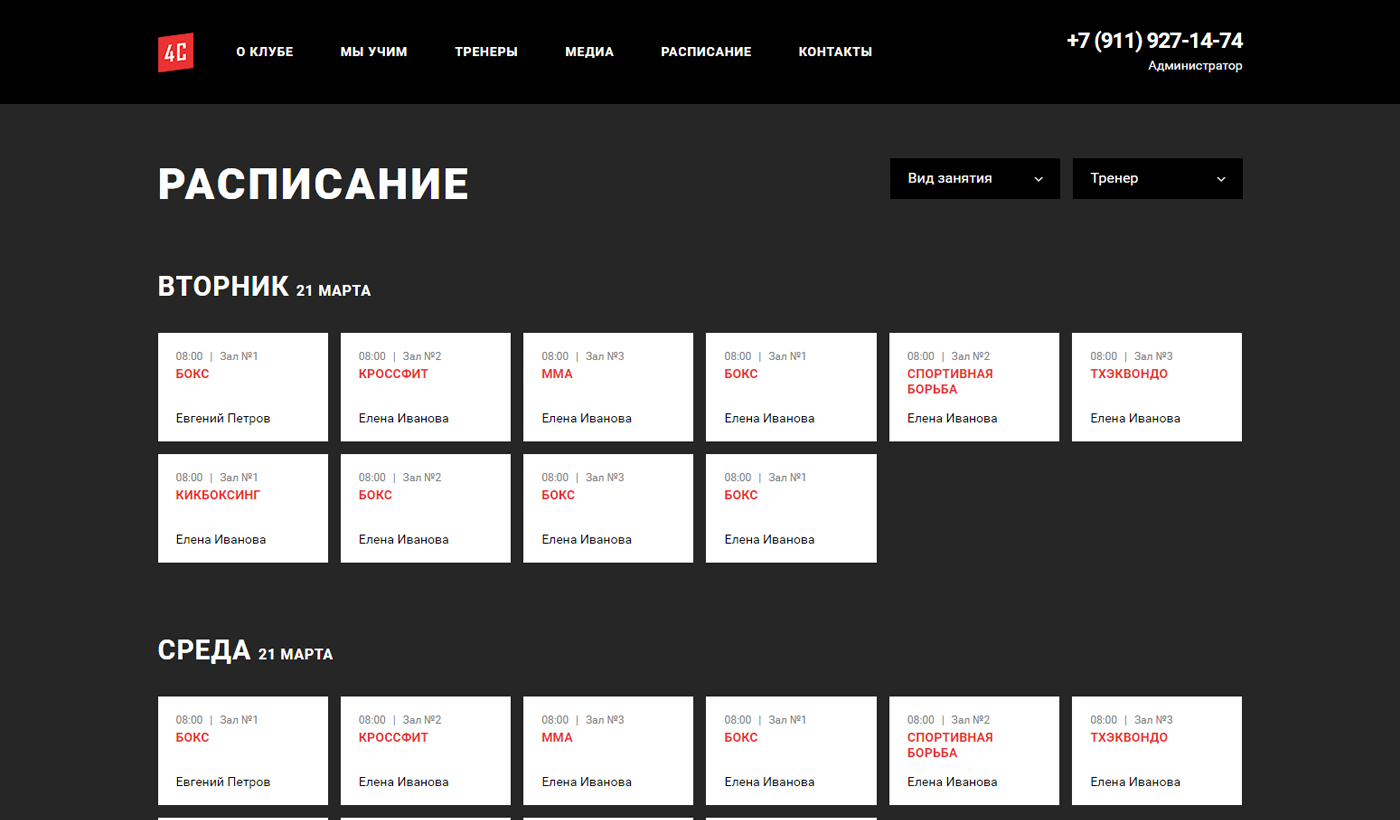 4С
О КЛУБЕ
МЫ УЧИМ
ТРЕНЕРЫ
МЕДИА
РАСПИСАНИЕ
КОНТАКТЫ
+7 (911) 927-14-74
Администратор
РАСПИСАНИЕ
Вид занятия
Тренер
ВТОРНИК 21 МАРТА
08:00 | Зал №1
БОКС
Евгений Петров
08:00 | Зал №2
КРОССФИТ
Елена Иванова
08:00 | Зал №3
ММА
Елена Иванова
08:00 | Зал №1
БОКС
Елена Иванова
08:00 | Зал №2
СПОРТИВНАЯ
БОРЬБА
Елена Иванова
08:00 | Зал №3
ТХЭКВОНДО
Елена Иванова
08:00 | Зал №1
КИКБОКСИНГ
Елена Иванова
08:00 | Зал №2
БОКС
Елена Иванова
08:00 | Зал №3
БОКС
Елена Иванова
08:00 | Зал №1
БОКС
Елена Иванова
СРЕДА 21 МАРТА
08:00 | Зал №1
БОКС
Евгений Петров
08:00 | Зал №2
КРОССФИТ
Елена Иванова
08:00 | Зал №3
ММА
Елена Иванова
08:00 | Зал №1
БОКС
Елена Иванова
08:00 | Зал №2
СПОРТИВНАЯ
БОРЬБА
Елена Иванова
08:00 | Зал №3
ТХЭКВОНДО
Елена Иванова